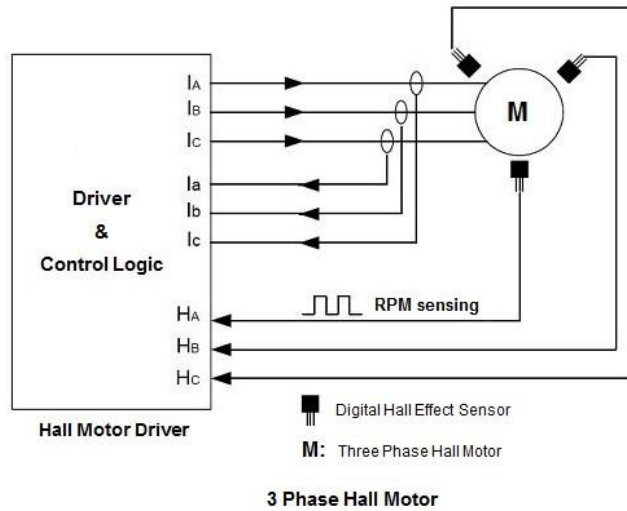 IA
IB
IC
Ia
Ib
Ic
Driver
&
Control Logic
HA
HB
HC
M
RPM sensing
Hall Motor Driver
Digital Hall Effect Sensor
M: Three Phase Hall Motor
3 Phase Hall Motor